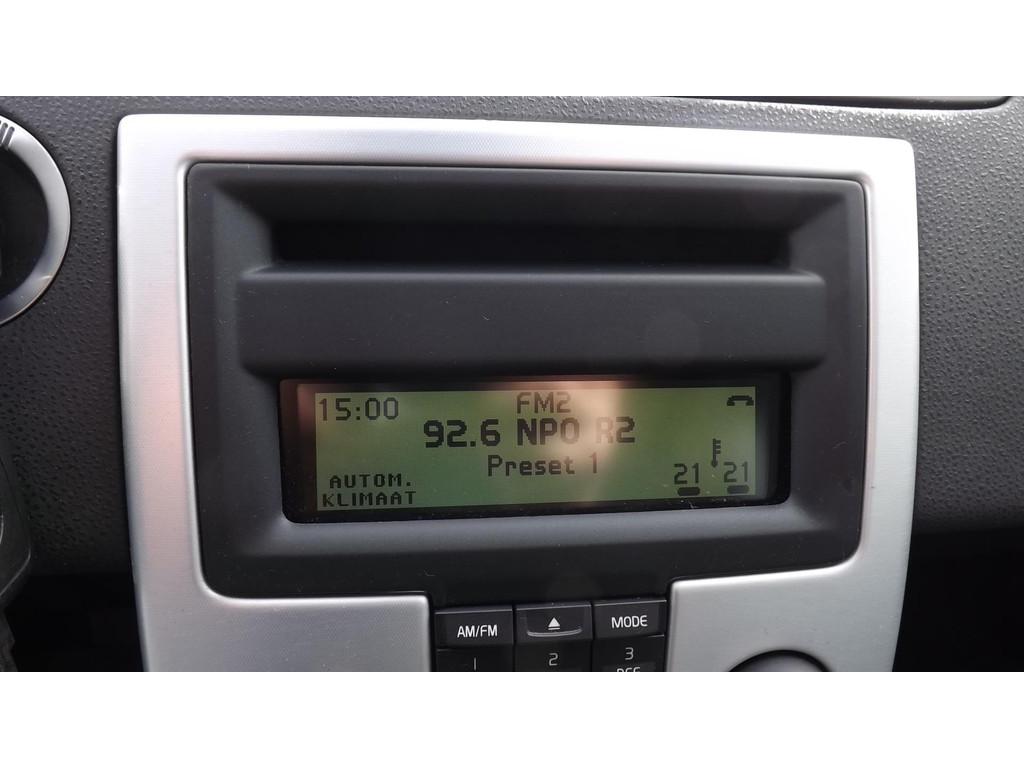 15:00 FM2
92.6 NPO R2
Preset 1
21 21
AUTOM.
KLIMAAT
AM/FM MODE
1 2 3